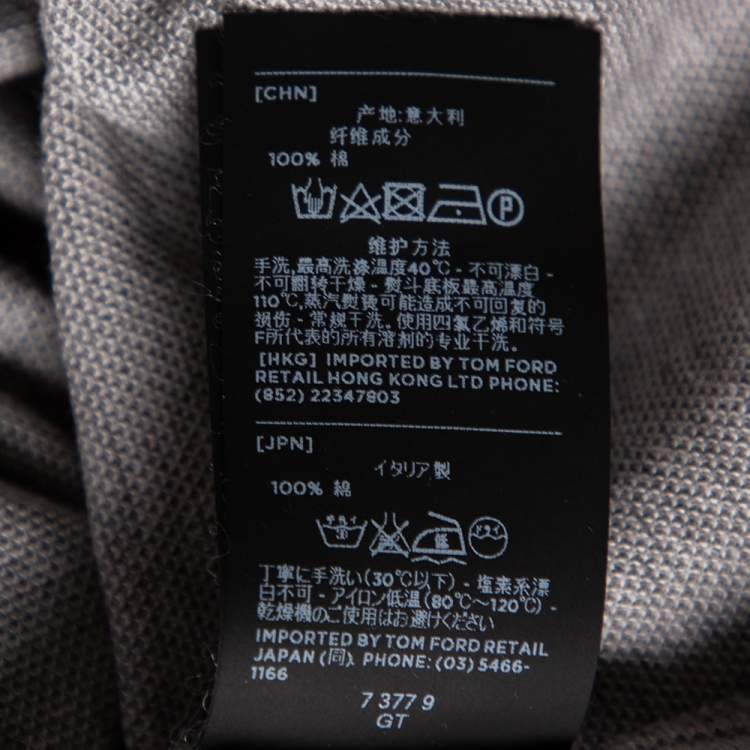 [CHN]
产地:意大利
纤维成分
100% 棉
P
维护方法
手洗,最高洗涤温度40°C - 不可漂白 -
不可翻转干燥 - 熨斗底板最高温度
110°C,蒸汽熨烫可能造成不可回复的
损伤 - 常规干洗。使用四氯乙烯和符号
F所代表的所有溶剂的专业干洗。
[HKG] IMPORTED BY TOM FORD
RETAIL HONG KONG LTD PHONE:
(852) 22347803
[JPN]
イタリア製
100% 綿
低
ドライ
丁寧に手洗い(30°C以下) - 塩素系漂
白不可 - アイロン低温(80°C~120°C) -
乾燥機のご使用はお避けください
IMPORTED BY TOM FORD RETAIL
JAPAN (同). PHONE: (03) 5466-
1166
7 377 9
GT